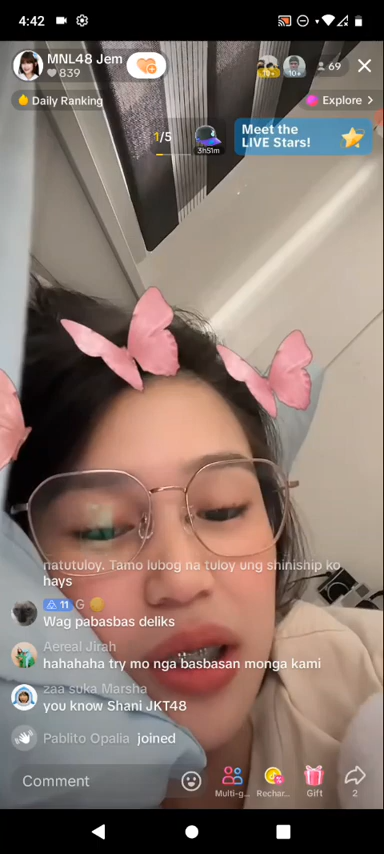 4:42
MNL48 Jem
839
19+
10+
69
Daily Ranking
Explore >
1/5
3h51m
Meet the
LIVE Stars!
natutuloy. Tamo lubog na tuloy ung shiniship ko
hays
11 G
Wag pabasbas deliks
Aereal Jirah
hahahaha try mo nga basbasan monga kami
zaa suka Marsha
you know Shani JKT48
Pablito Opalia joined
Comment
Multi-g...
Rechar...
Gift
2